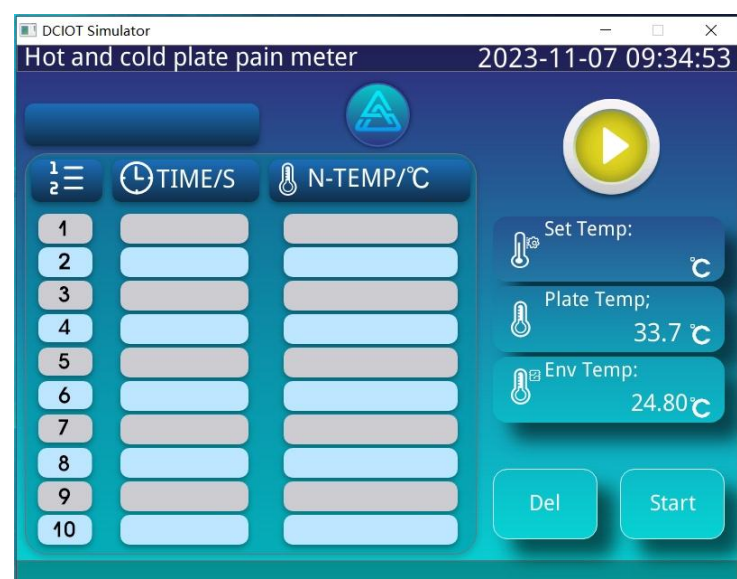 DCIOT Simulator
Hot and cold plate pain meter 2023-11-07 09:34:53
1
2
TIME/S
N-TEMP/℃
1
2
3
4
5
6
7
8
9
10
Set Temp:
℃
Plate Temp;
33.7 ℃
Env Temp:
24.80℃
Del
Start